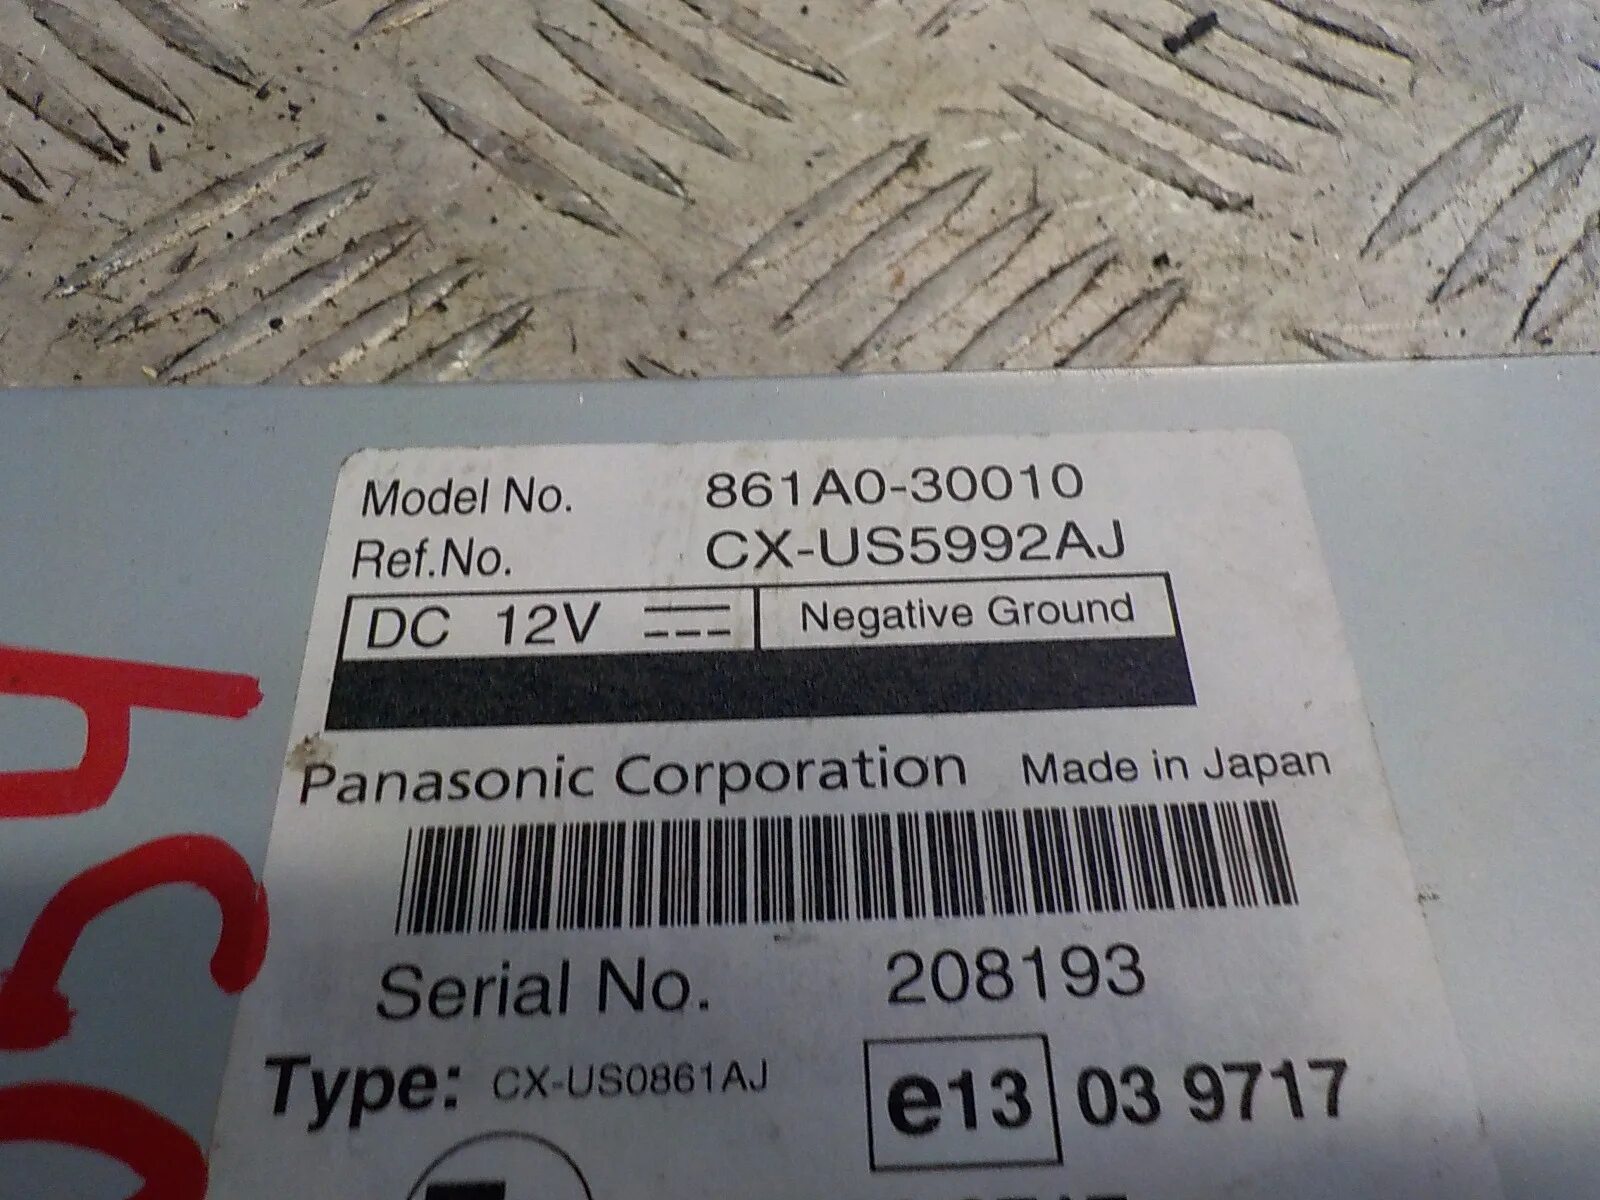 Model No. 861A0-30010
Ref.No. CX-US5992AJ
DC 12V Negative Ground
Panasonic Corporation Made in Japan
Serial No. 208193
Type: CX-US0861AJ e13 03 9717